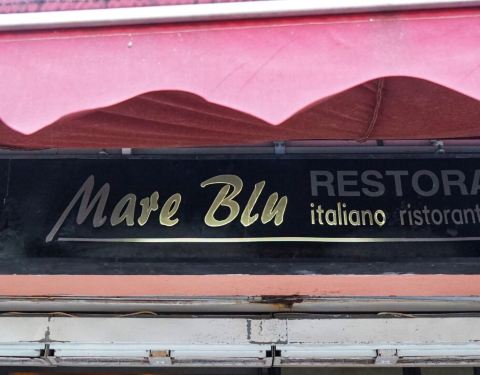 Mare Blu RESTORA
italiano ristorant